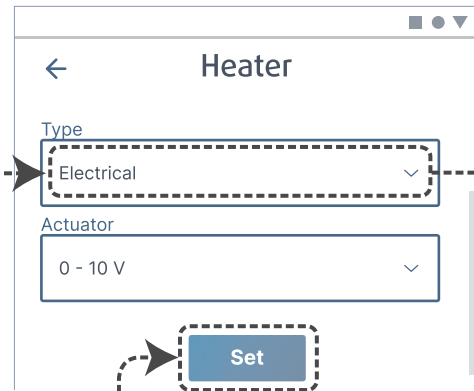 Heater
Type
Electrical
Actuator
0 - 10 V
Set